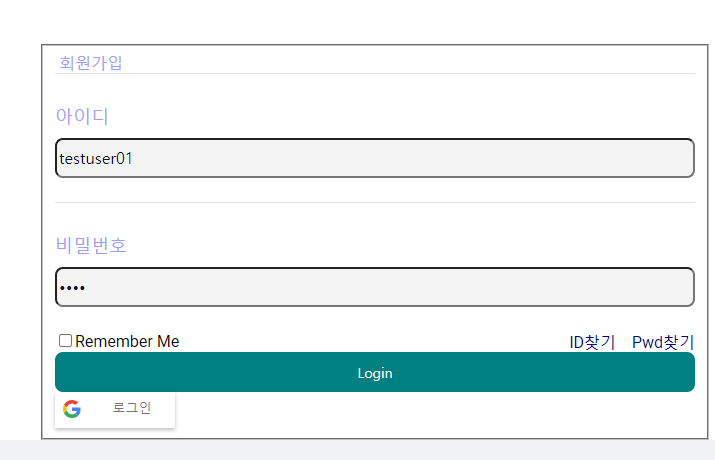 회원가입
아이디
testuser01
비밀번호
••••
Remember Me ID찾기 Pwd찾기
Login
로그인